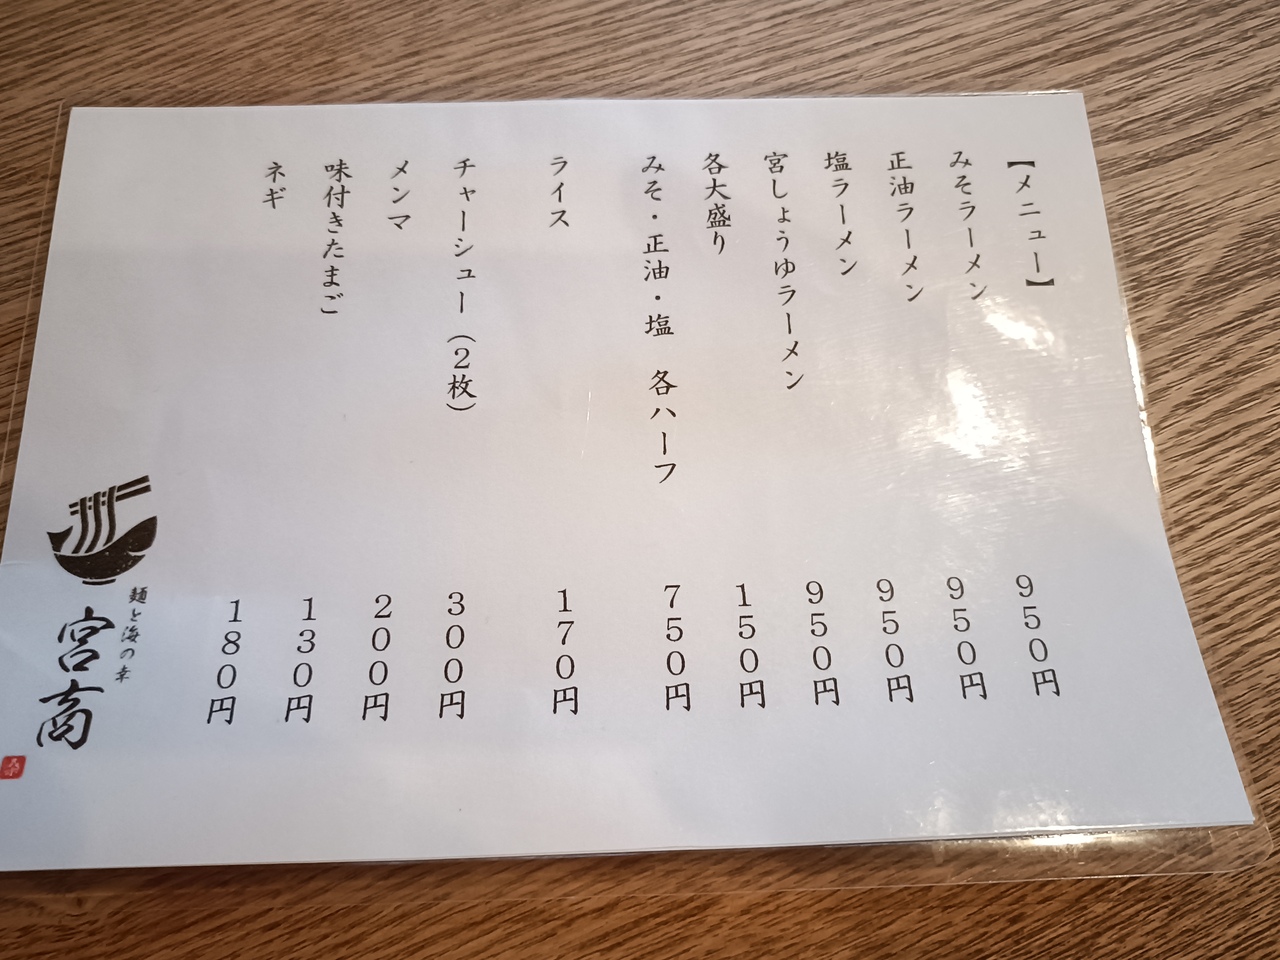 【メニュー】
みそラーメン　950円
正油ラーメン　950円
塩ラーメン　950円
宮しょうゆラーメン　950円
各大盛り　150円
みそ・正油・塩　各ハーフ　750円
ライス　170円
チャーシュー（2枚）　300円
メンマ　200円
味付きたまご　130円
ネギ　180円
麺と海の幸
宮商